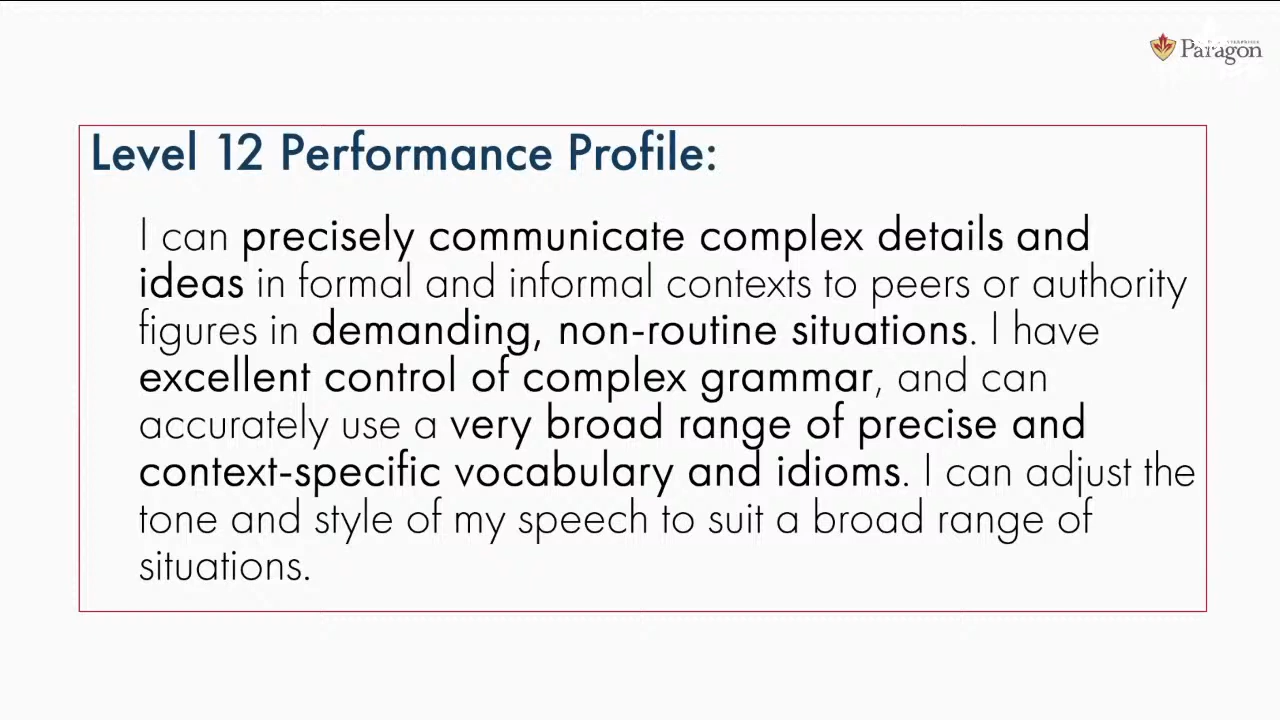 Paragon
Level 12 Performance Profile:
I can precisely communicate complex details and
ideas in formal and informal contexts to peers or authority
figures in demanding, non-routine situations. I have
excellent control of complex grammar, and can
accurately use a very broad range of precise and
context-specific vocabulary and idioms. I can adjust the
tone and style of my speech to suit a broad range of
situations.